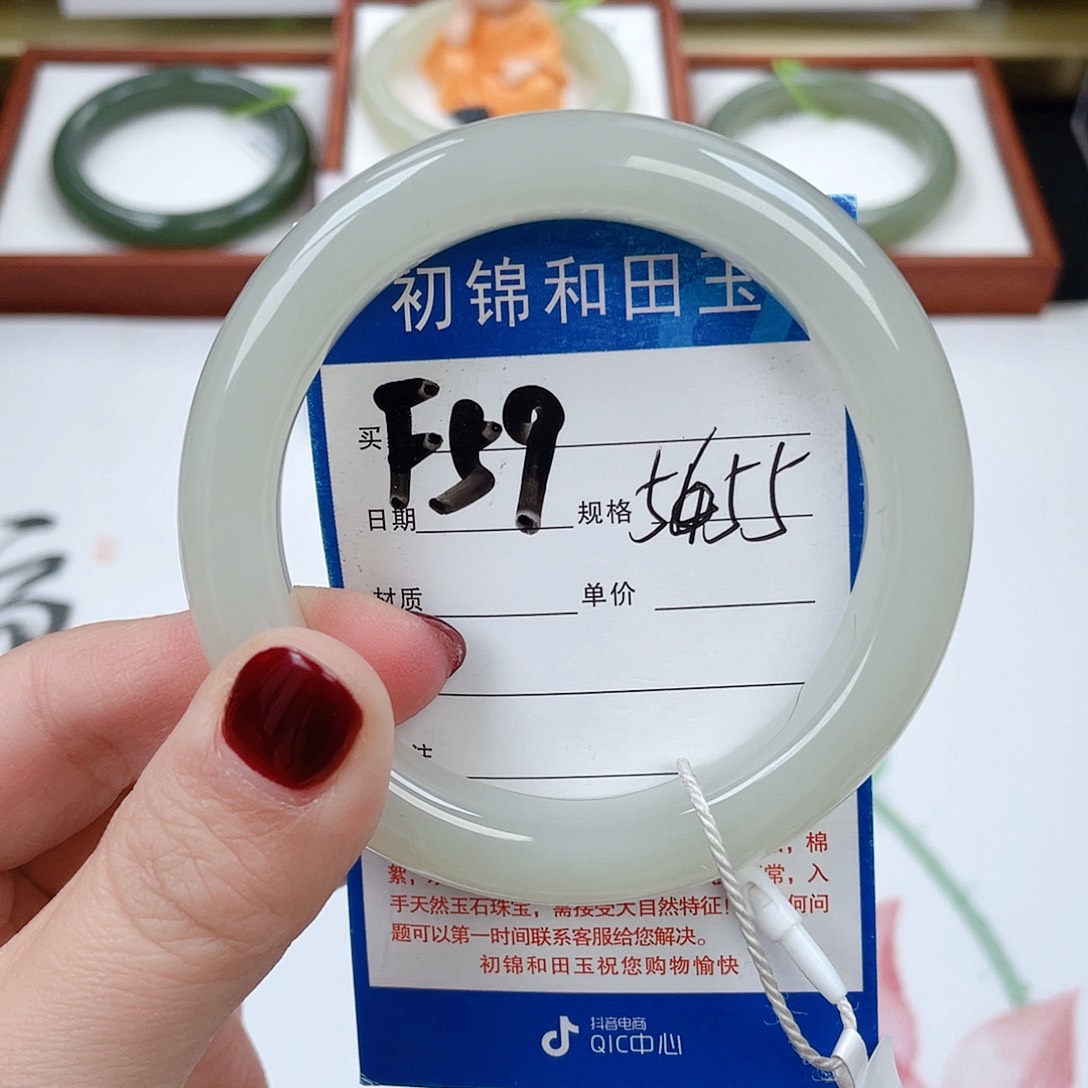 初锦和田玉
买 F59
日期 规格 5655
材质 单价
棉
絮, 常，入
手天然玉石珠宝，需接受大自然特征! 何问
题可以第一时间联系客服给您解决。
初锦和田玉祝您购物愉快
抖音电商
QIC中心